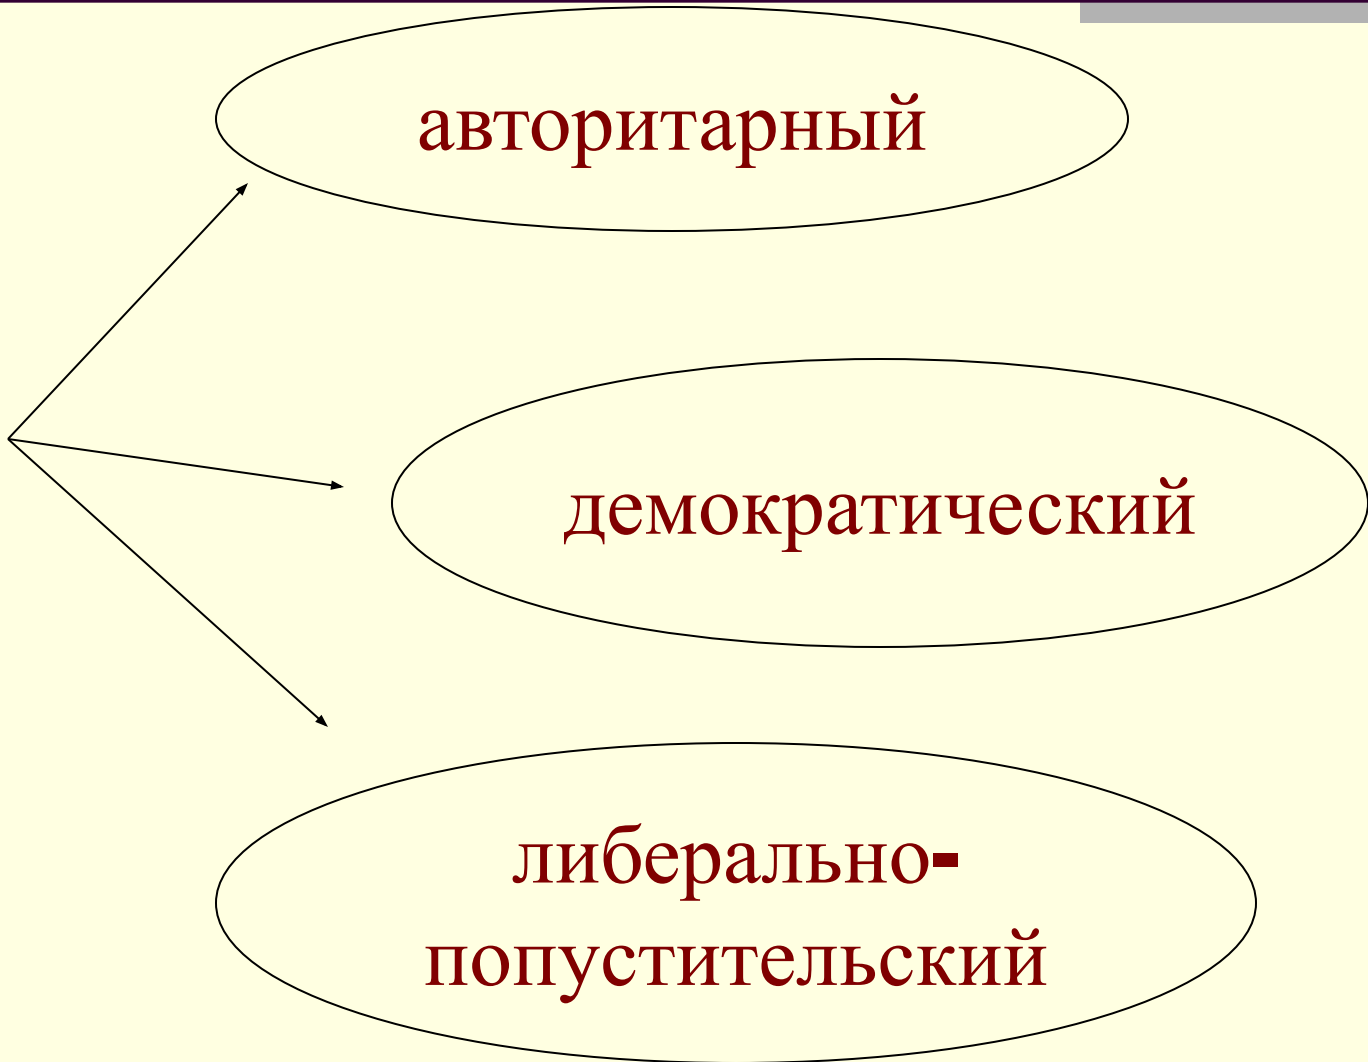 авторитарный
демократический
либерально-
попустительский